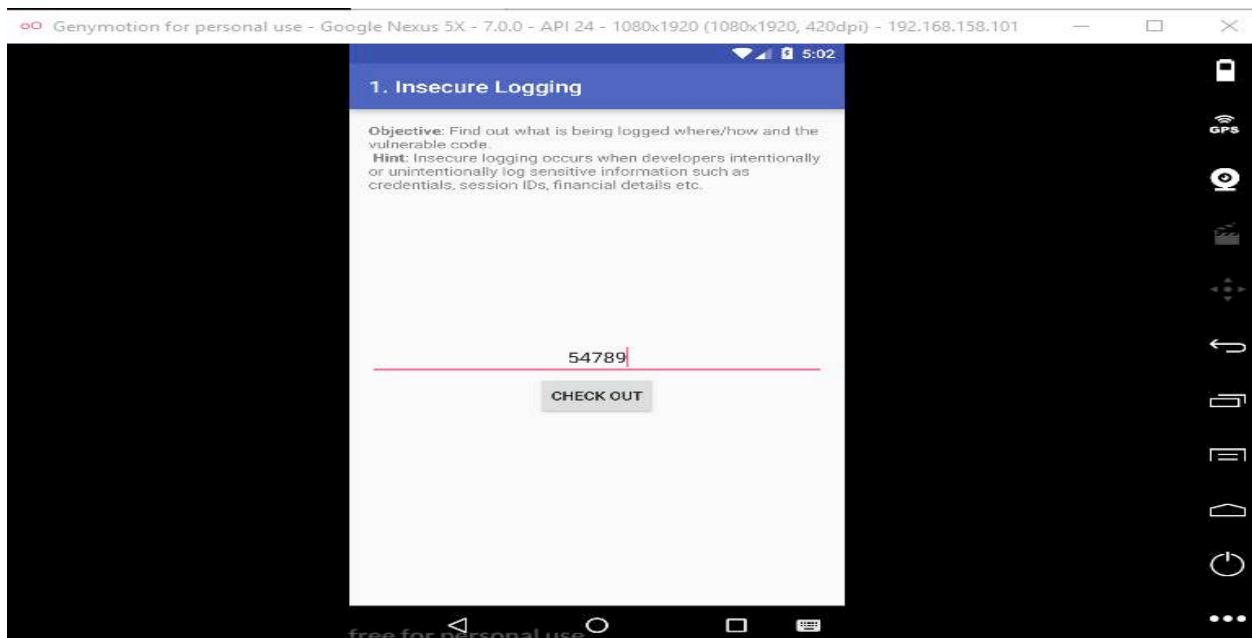 Genymotion for personal use - Google Nexus 5X - 7.0.0 - API 24 - 1080x1920 (1080x1920, 420dpi) - 192.168.158.101
5:02
1. Insecure Logging
Objective: Find out what is being logged where/how and the
vulnerable code.
Hint: Insecure logging occurs when developers intentionally
or unintentionally log sensitive information such as
credentials, session IDs, financial details etc.
54789
CHECK OUT
GPS
free for personal use